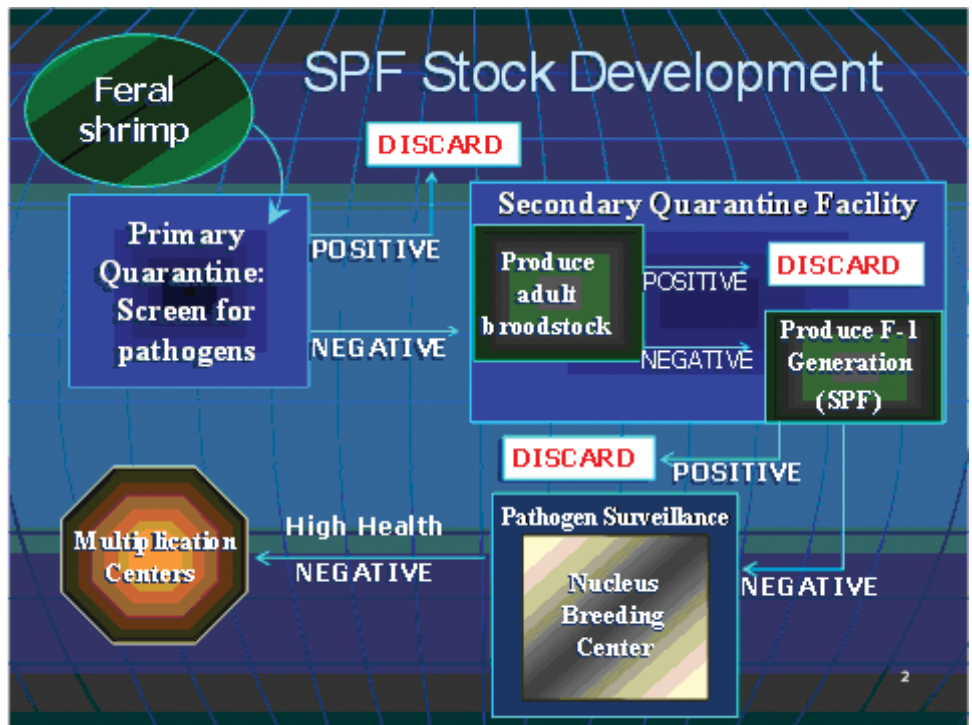 SPF Stock Development
Feral
shrimp
DISCARD
Primary
Quarantine:
Screen for
pathogens
POSITIVE
NEGATIVE
Secondary Quarantine Facility
Produce
adult
broodstock
POSITIVE
DISCARD
NEGATIVE
Produce F-1
Generation
(SPF)
DISCARD
POSITIVE
NEGATIVE
Pathogen Surveillance
Nucleus
Breeding
Center
High Health
NEGATIVE
Multiplication
Centers
2